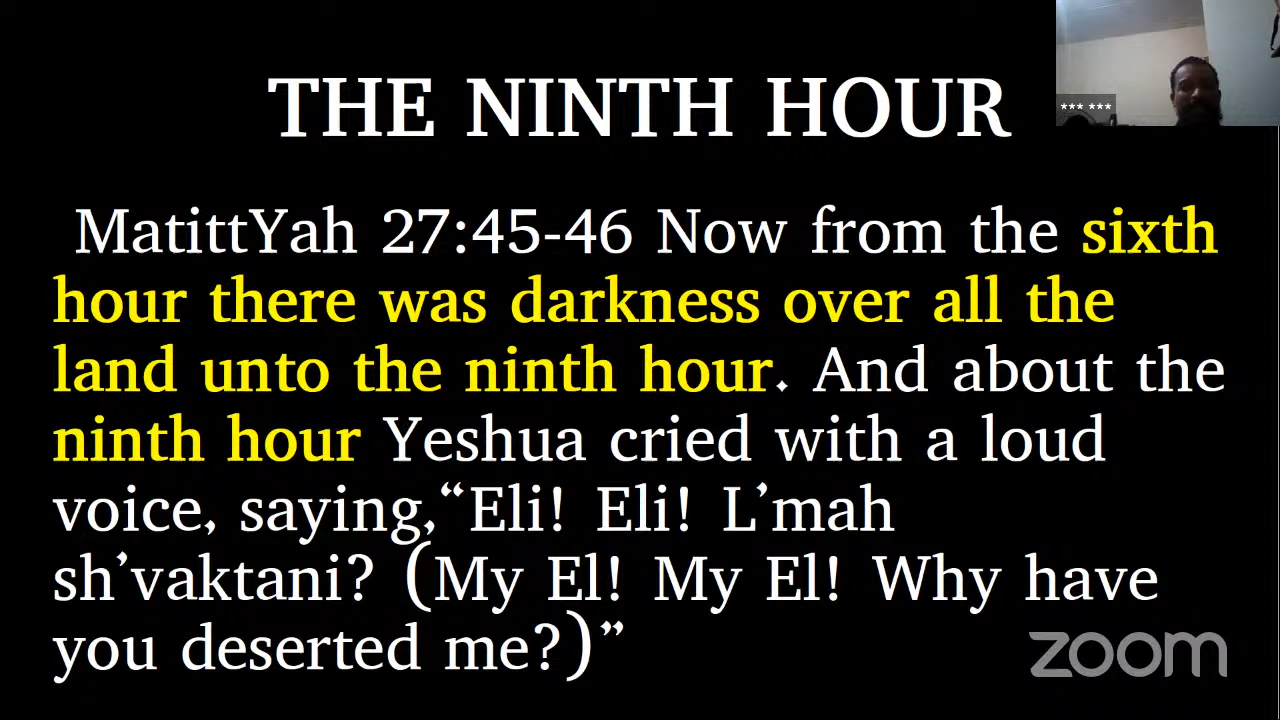 THE NINTH HOUR
*** ***
MatittYah 27:45-46 Now from the sixth
hour there was darkness over all the
land unto the ninth hour. And about the
ninth hour Yeshua cried with a loud
voice, saying,“Eli! Eli! L’mah
sh’vaktani? (My El! My El! Why have
you deserted me?)”
zoom